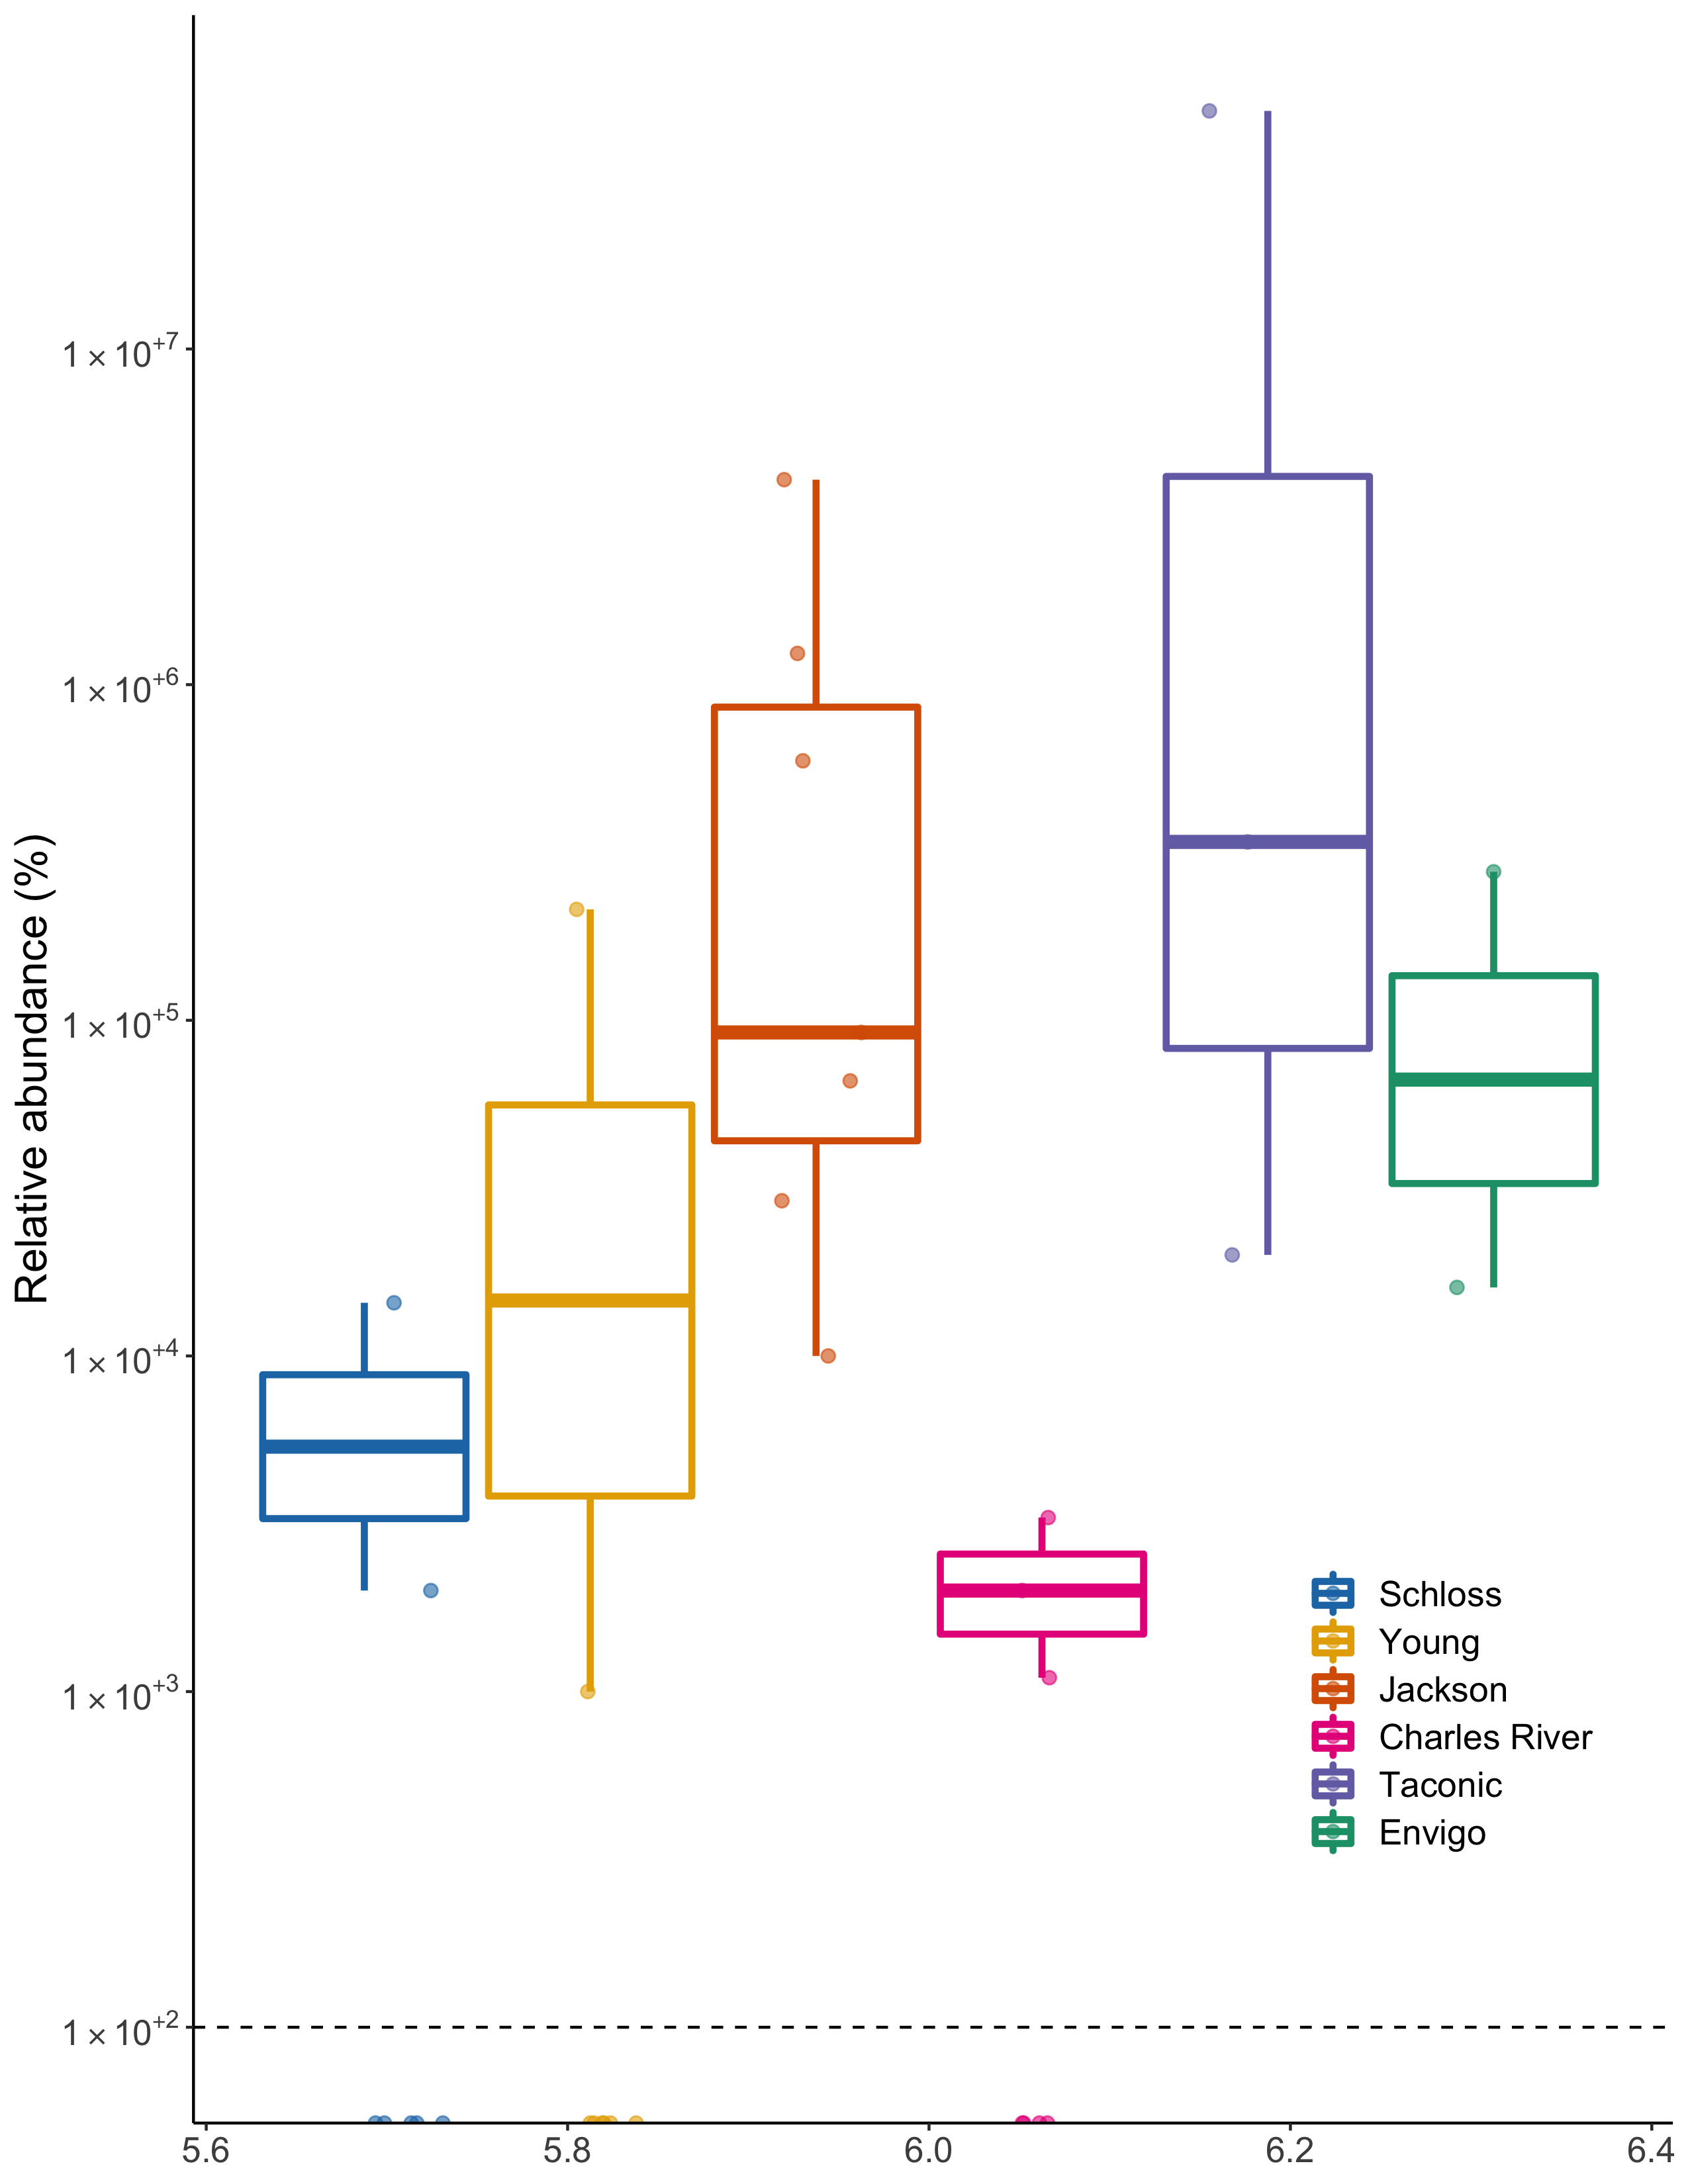 Relative abundance (%)
1 × 10+7
1 × 10+6
1 × 10+5
1 × 10+4
1 × 10+3
1 × 10+2
Schloss
Young
Jackson
Charles River
Taconic
Envigo
5.6 5.8 6.0 6.2 6.4